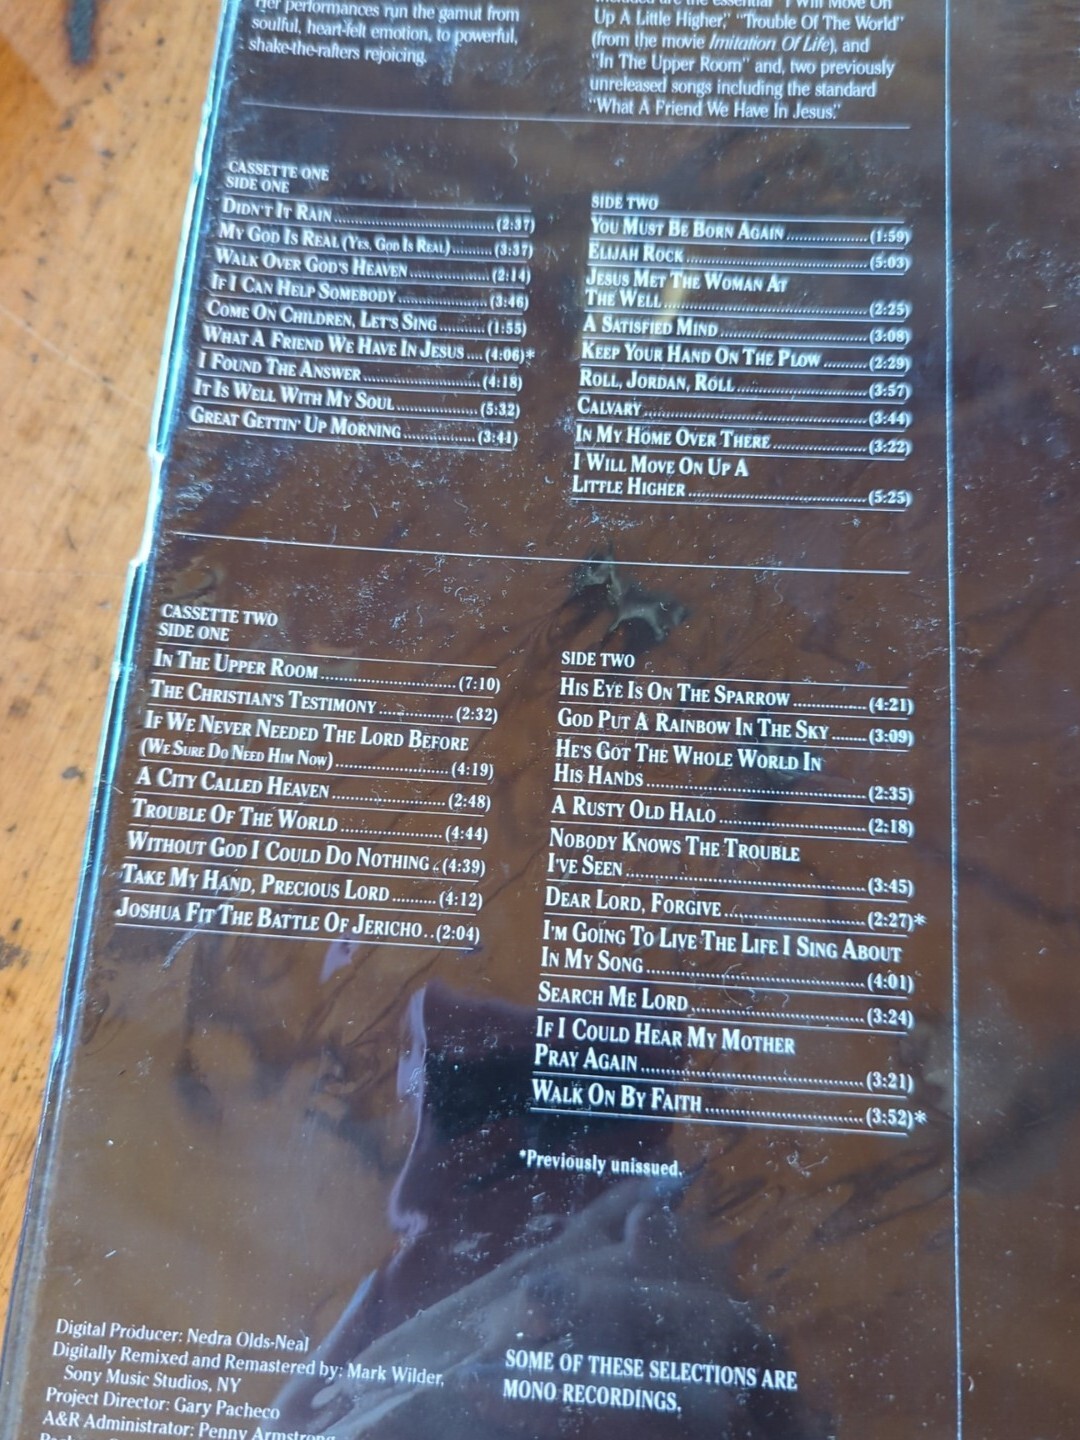 Her performances run the gamut from
soulful, heart-felt emotion, to powerful,
shake-the-rafters rejoicing.
included are the essential "I Will Move On
Up A Little Higher," "Trouble Of The World"
(from the movie Imitation Of Life), and
"In The Upper Room" and, two previously
unreleased songs including the standard
"What A Friend We Have In Jesus."
CASSETTE ONE
SIDE ONE
DIDN'T IT RAIN (2:37)
MY GOD IS REAL (YES, GOD IS REAL) (3:37)
WALK OVER GOD'S HEAVEN (2:14)
IF I CAN HELP SOMEBODY (3:46)
COME ON CHILDREN, LET'S SING (1:55)
WHAT A FRIEND WE HAVE IN JESUS (4:06)*
I FOUND THE ANSWER (4:18)
IT IS WELL WITH MY SOUL (5:32)
GREAT GETTIN' UP MORNING (3:41)
SIDE TWO
YOU MUST BE BORN AGAIN (1:59)
ELIJAH ROCK (5:03)
JESUS MET THE WOMAN AT
THE WELL (2:25)
A SATISFIED MIND (3:08)
KEEP YOUR HAND ON THE PLOW (2:29)
ROLL, JORDAN, ROLL (3:57)
CALVARY (3:44)
IN MY HOME OVER THERE (3:22)
I WILL MOVE ON UP A
LITTLE HIGHER (5:25)
CASSETTE TWO
SIDE ONE
IN THE UPPER ROOM (7:10)
THE CHRISTIAN'S TESTIMONY (2:32)
IF WE NEVER NEEDED THE LORD BEFORE
(WE SURE DO NEED HIM NOW) (4:19)
A CITY CALLED HEAVEN (2:48)
TROUBLE OF THE WORLD (4:44)
WITHOUT GOD I COULD DO NOTHING (4:39)
TAKE MY HAND, PRECIOUS LORD (4:12)
JOSHUA FIT THE BATTLE OF JERICHO (2:04)
SIDE TWO
HIS EYE IS ON THE SPARROW (4:21)
GOD PUT A RAINBOW IN THE SKY (3:09)
HE'S GOT THE WHOLE WORLD IN
HIS HANDS (2:35)
A RUSTY OLD HALO (2:18)
NOBODY KNOWS THE TROUBLE
I'VE SEEN (3:45)
DEAR LORD, FORGIVE (2:27)*
I'M GOING TO LIVE THE LIFE I SING ABOUT
IN MY SONG (4:01)
SEARCH ME LORD (3:24)
IF I COULD HEAR MY MOTHER
PRAY AGAIN (3:21)
WALK ON BY FAITH (3:52)*
*Previously unissued.
Digital Producer: Nedra Olds-Neal
Digitally Remixed and Remastered by: Mark Wilder,
Sony Music Studios, NY
Project Director: Gary Pacheco
A&R Administrator: Penny Armstrong
SOME OF THESE SELECTIONS ARE
MONO RECORDINGS.